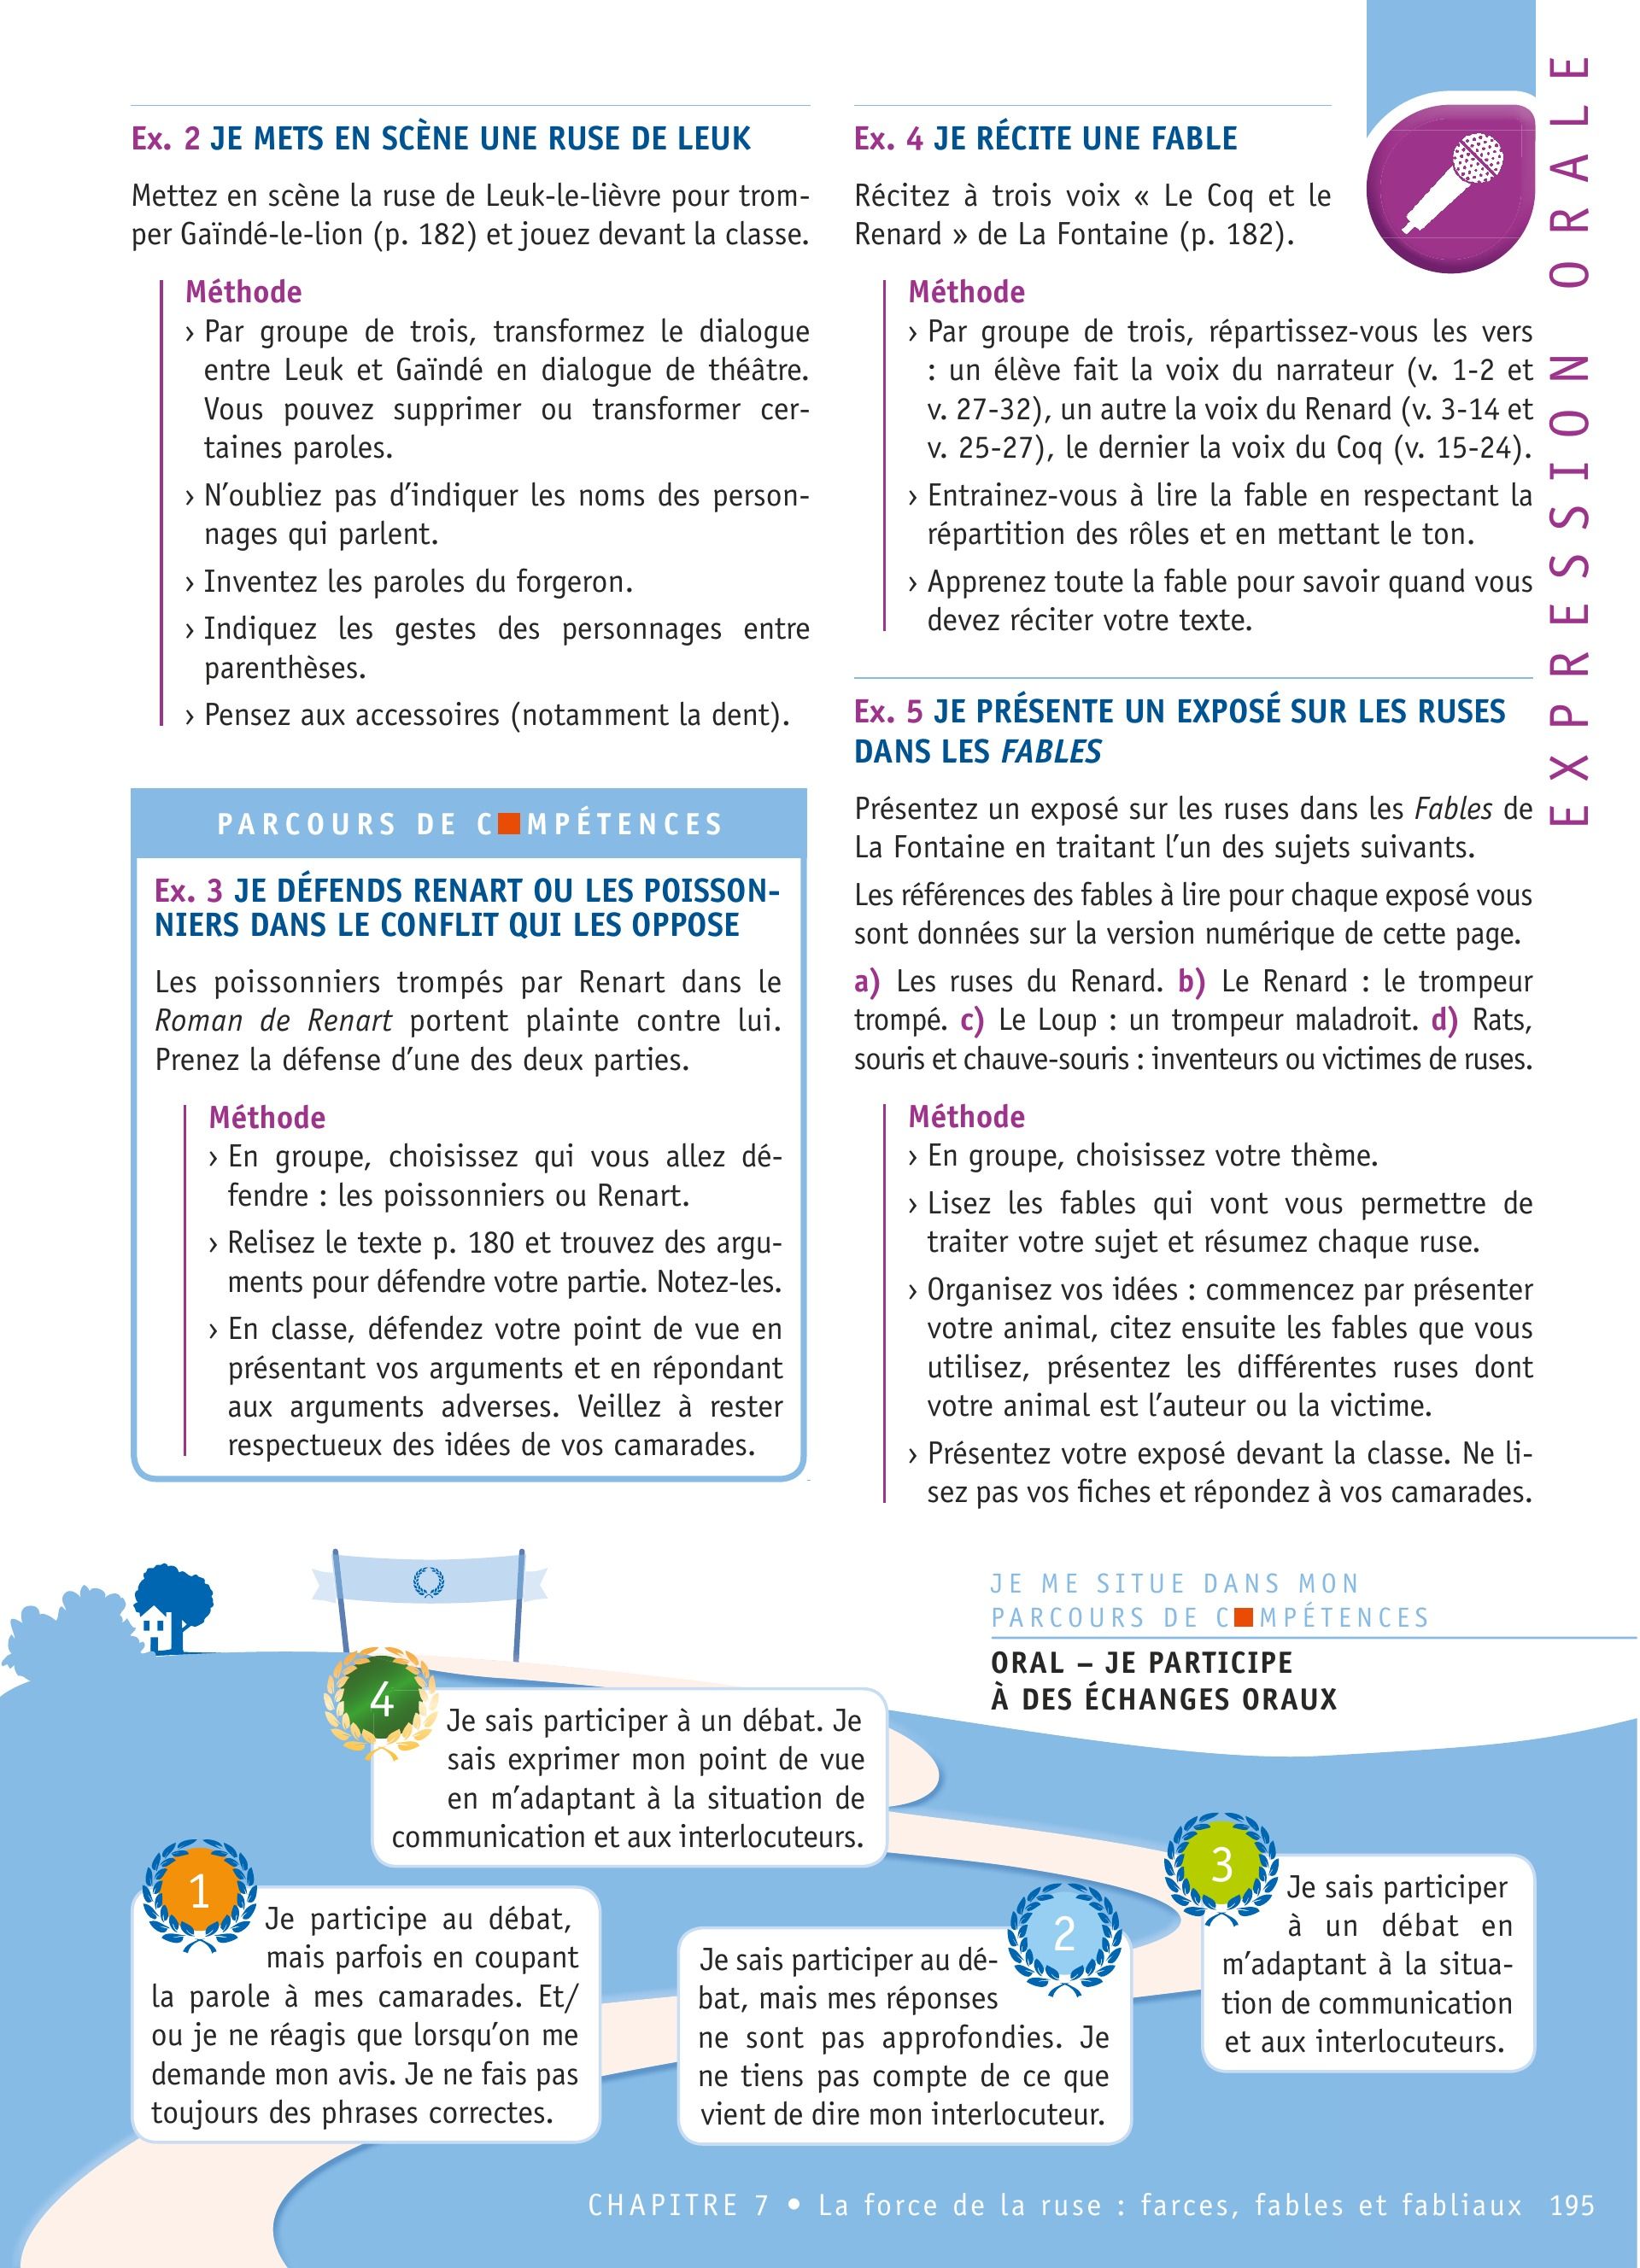 Ex. 2 JE METS EN SCÈNE UNE RUSE DE LEUK
Mettez en scène la ruse de Leuk-le-lièvre pour trom-
per Gaïndé-le-lion (p. 182) et jouez devant la classe.
Méthode
› Par groupe de trois, transformez le dialogue
entre Leuk et Gaïndé en dialogue de théâtre.
Vous pouvez supprimer ou transformer cer-
taines paroles.
› N’oubliez pas d’indiquer les noms des person-
nages qui parlent.
› Inventez les paroles du forgeron.
› Indiquez les gestes des personnages entre
parenthèses.
› Pensez aux accessoires (notamment la dent).
PARCOURS DE C■MPÉTENCES
Ex. 3 JE DÉFENDS RENART OU LES POISSON-
NIERS DANS LE CONFLIT QUI LES OPPOSE
Les poissonniers trompés par Renart dans le
Roman de Renart portent plainte contre lui.
Prenez la défense d’une des deux parties.
Méthode
› En groupe, choisissez qui vous allez dé-
fendre : les poissonniers ou Renart.
› Relisez le texte p. 180 et trouvez des argu-
ments pour défendre votre partie. Notez-les.
› En classe, défendez votre point de vue en
présentant vos arguments et en répondant
aux arguments adverses. Veillez à rester
respectueux des idées de vos camarades.
Ex. 4 JE RÉCITE UNE FABLE
Récitez à trois voix « Le Coq et le
Renard » de La Fontaine (p. 182).
Méthode
› Par groupe de trois, répartissez-vous les vers
: un élève fait la voix du narrateur (v. 1-2 et
v. 27-32), un autre la voix du Renard (v. 3-14 et
v. 25-27), le dernier la voix du Coq (v. 15-24).
› Entrainez-vous à lire la fable en respectant la
répartition des rôles et en mettant le ton.
› Apprenez toute la fable pour savoir quand vous
devez réciter votre texte.
Ex. 5 JE PRÉSENTE UN EXPOSÉ SUR LES RUSES
DANS LES FABLES
Présentez un exposé sur les ruses dans les Fables de
La Fontaine en traitant l’un des sujets suivants.
Les références des fables à lire pour chaque exposé vous
sont données sur la version numérique de cette page.
a) Les ruses du Renard. b) Le Renard : le trompeur
trompé. c) Le Loup : un trompeur maladroit. d) Rats,
souris et chauve-souris : inventeurs ou victimes de ruses.
Méthode
› En groupe, choisissez votre thème.
› Lisez les fables qui vont vous permettre de
traiter votre sujet et résumez chaque ruse.
› Organisez vos idées : commencez par présenter
votre animal, citez ensuite les fables que vous
utilisez, présentez les différentes ruses dont
votre animal est l’auteur ou la victime.
› Présentez votre exposé devant la classe. Ne li-
sez pas vos fiches et répondez à vos camarades.
EXPRESSION ORALE
JE ME SITUE DANS MON
PARCOURS DE C■MPÉTENCES
ORAL – JE PARTICIPE
À DES ÉCHANGES ORAUX
4
Je sais participer à un débat. Je
sais exprimer mon point de vue
en m’adaptant à la situation de
communication et aux interlocuteurs.
1
Je participe au débat,
mais parfois en coupant
la parole à mes camarades. Et/
ou je ne réagis que lorsqu’on me
demande mon avis. Je ne fais pas
toujours des phrases correctes.
2
Je sais participer au dé-
bat, mais mes réponses
ne sont pas approfondies. Je
ne tiens pas compte de ce que
vient de dire mon interlocuteur.
3
Je sais participer
à un débat en
m’adaptant à la situa-
tion de communication
et aux interlocuteurs.
CHAPITRE 7 • La force de la ruse : farces, fables et fabliaux 195